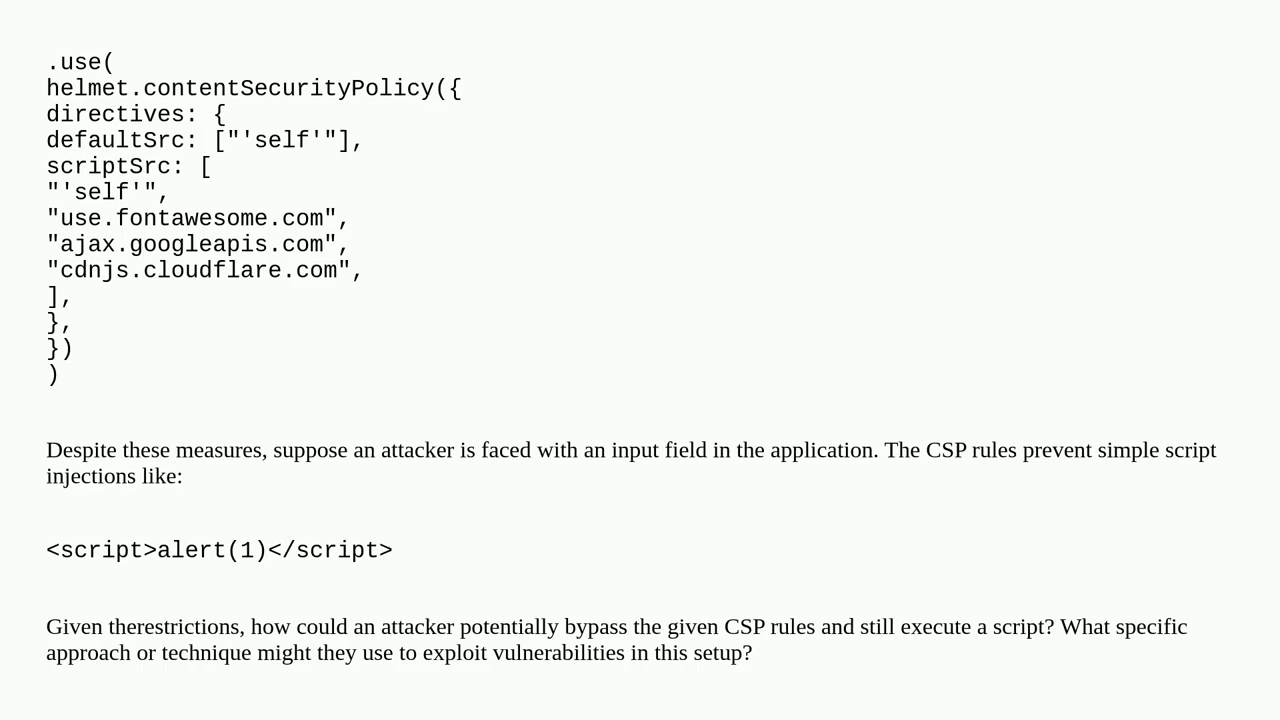 .use(
helmet.contentSecurityPolicy({
directives: {
defaultSrc: ["'self'"],
scriptSrc: [
"'self'",
"use.fontawesome.com",
"ajax.googleapis.com",
"cdnjs.cloudflare.com",
],
},
})
)
Despite these measures, suppose an attacker is faced with an input field in the application. The CSP rules prevent simple script
injections like:
<script>alert(1)</script>
Given therestrictions, how could an attacker potentially bypass the given CSP rules and still execute a script? What specific
approach or technique might they use to exploit vulnerabilities in this setup?